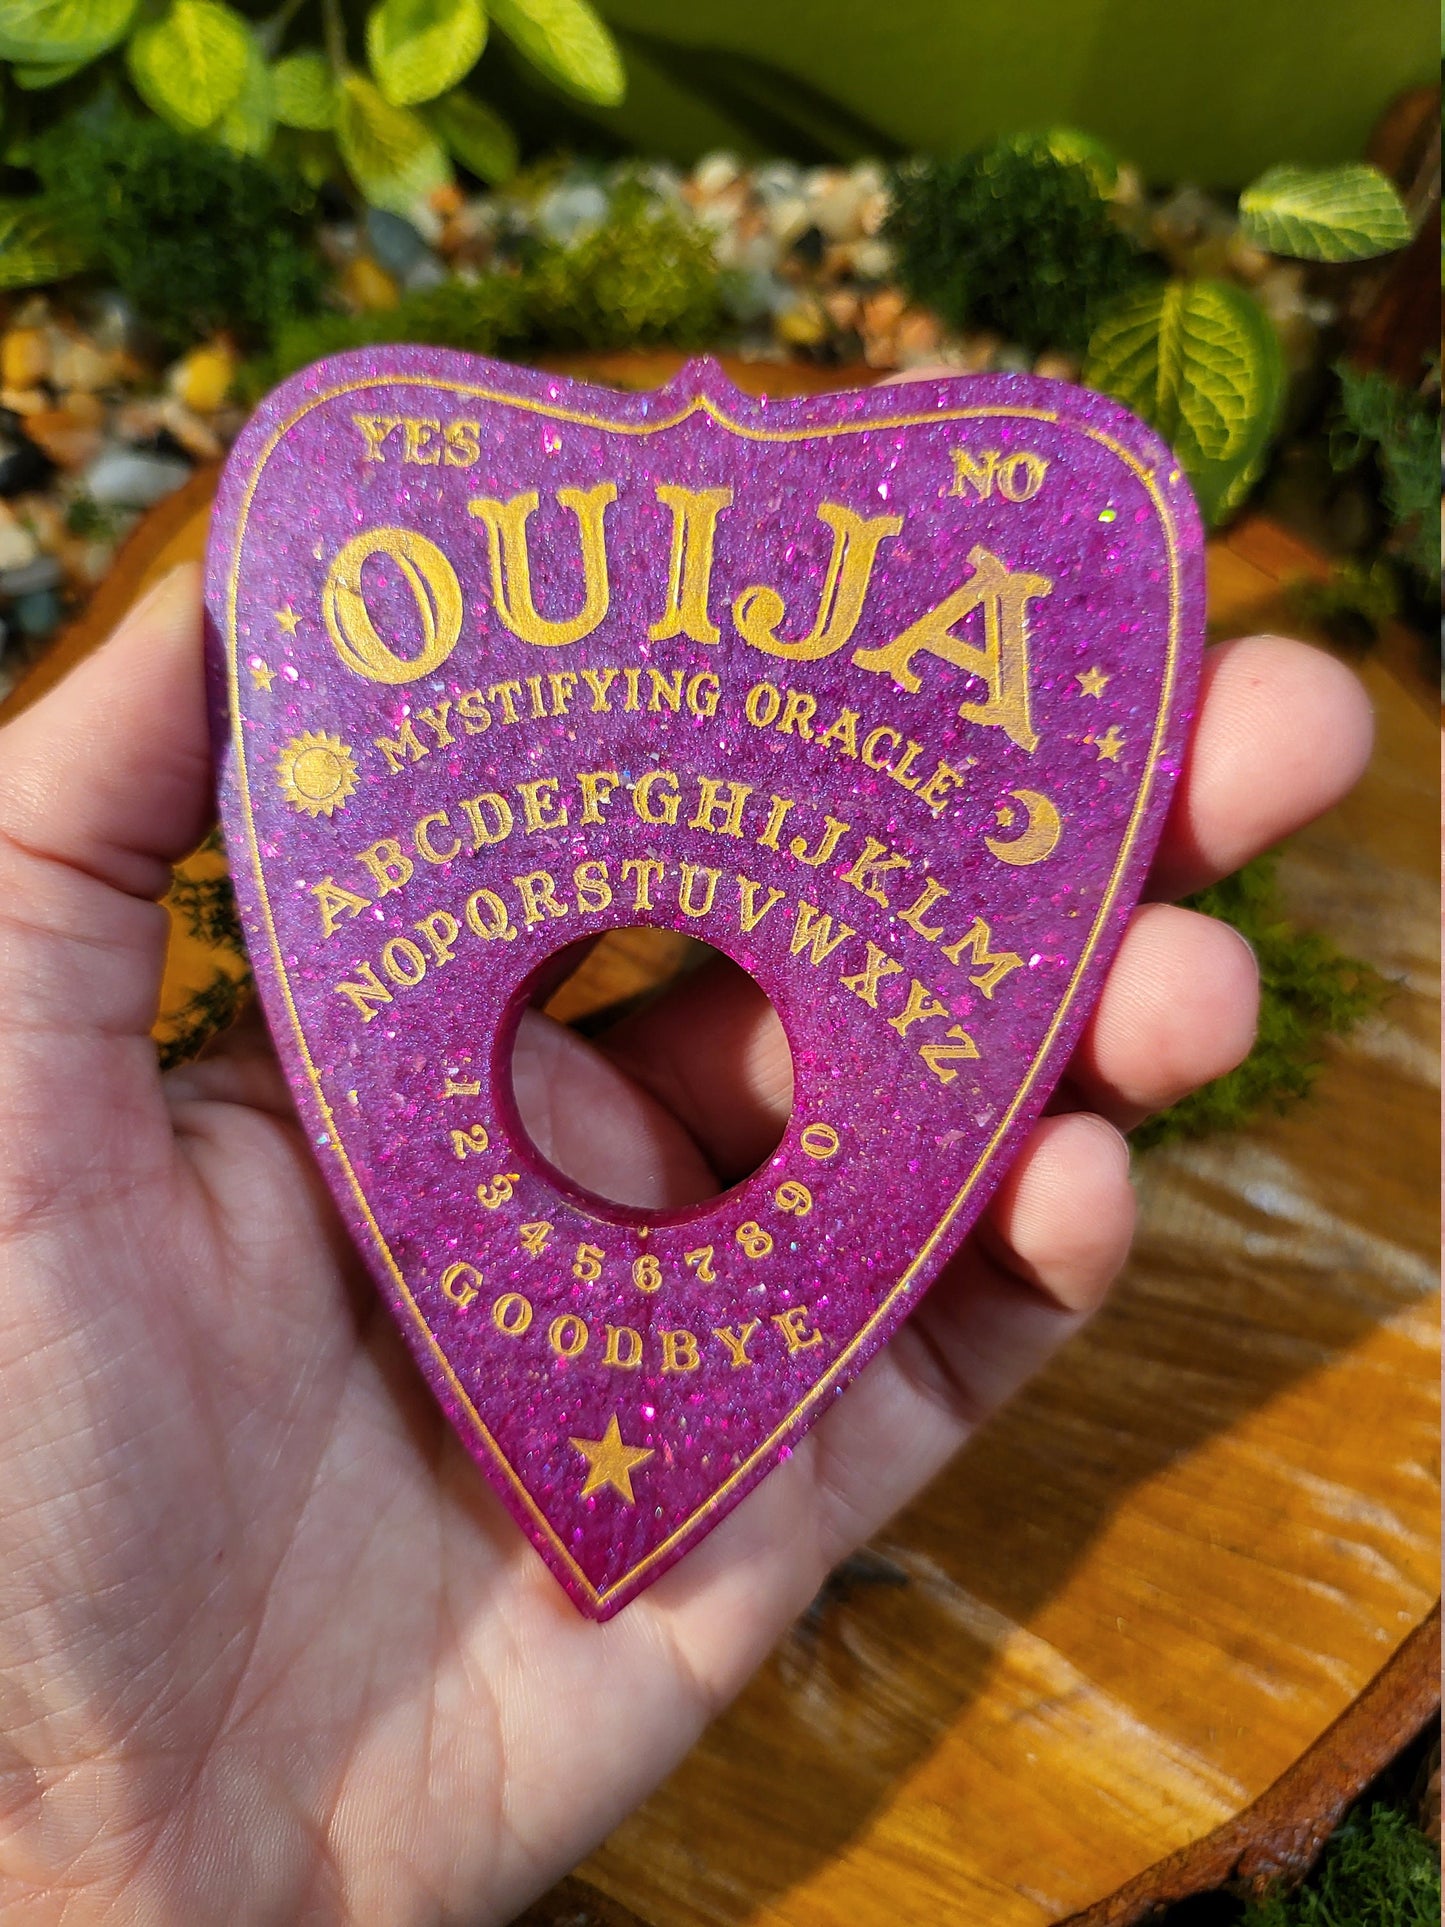 YES NO
OUIJA
MYSTIFYING ORACLE
ABCDEFGHIJKLM
NOPQRSTUVWXYZ
1234567890
GOODBYE